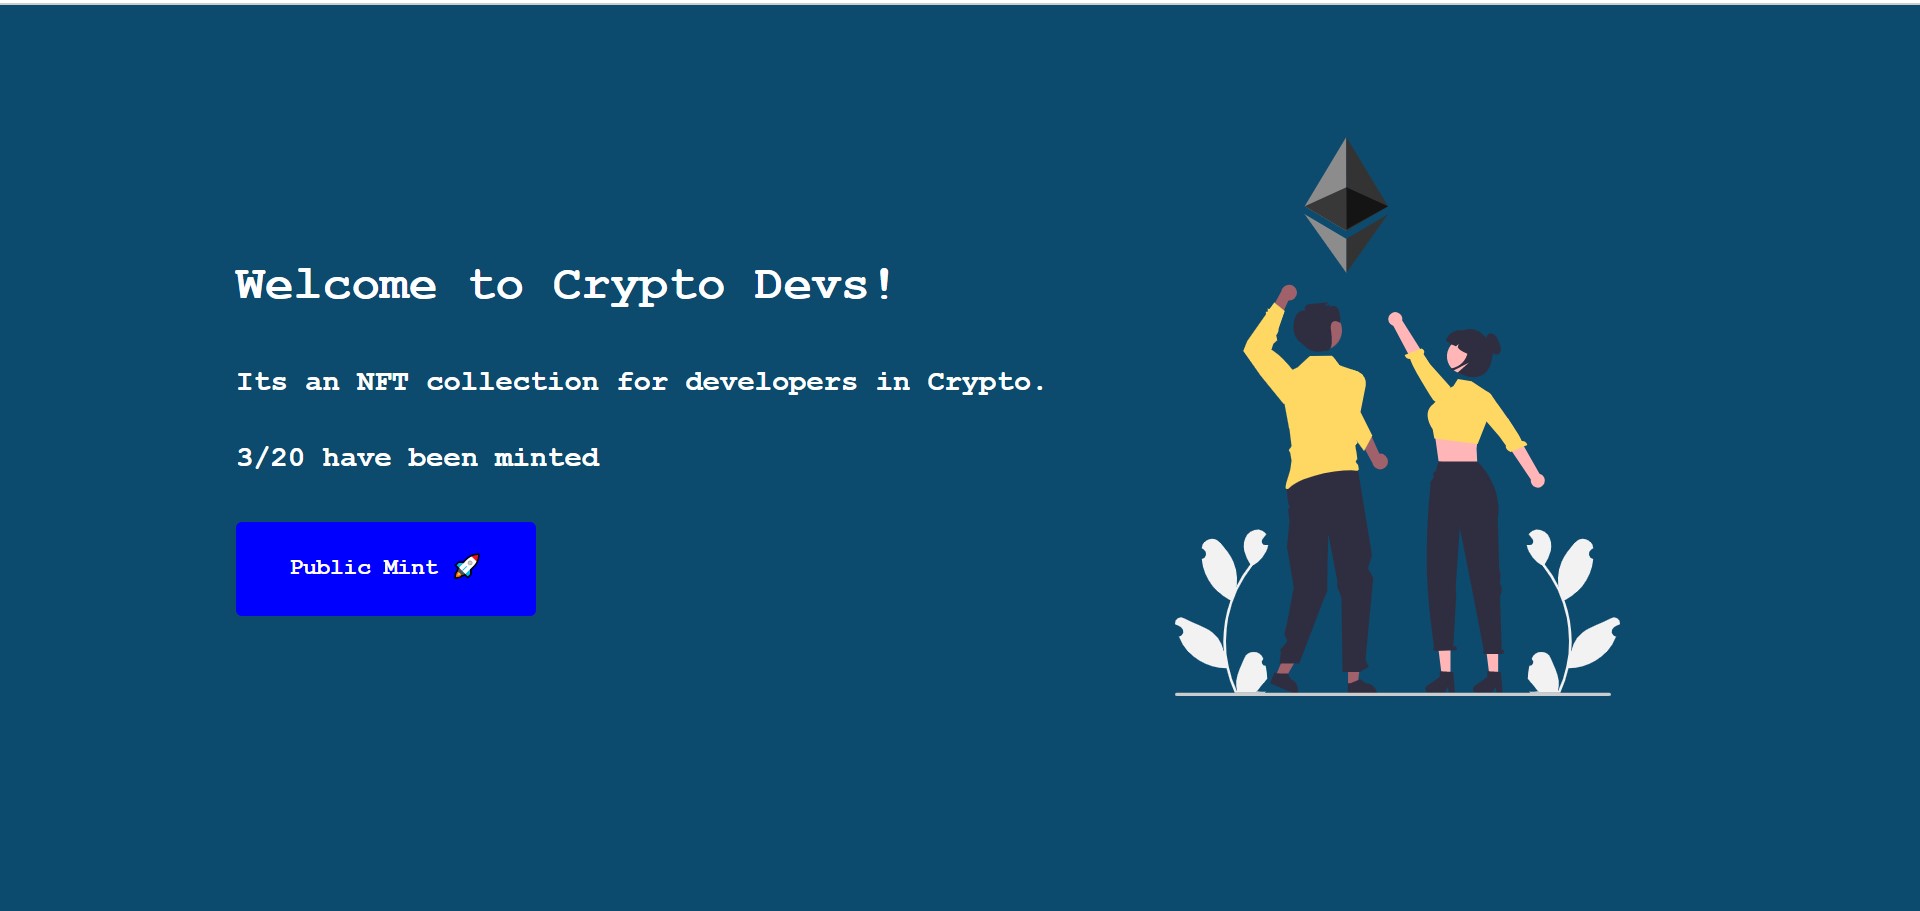 Welcome to Crypto Devs!
Its an NFT collection for developers in Crypto.
3/20 have been minted
Public Mint 🚀